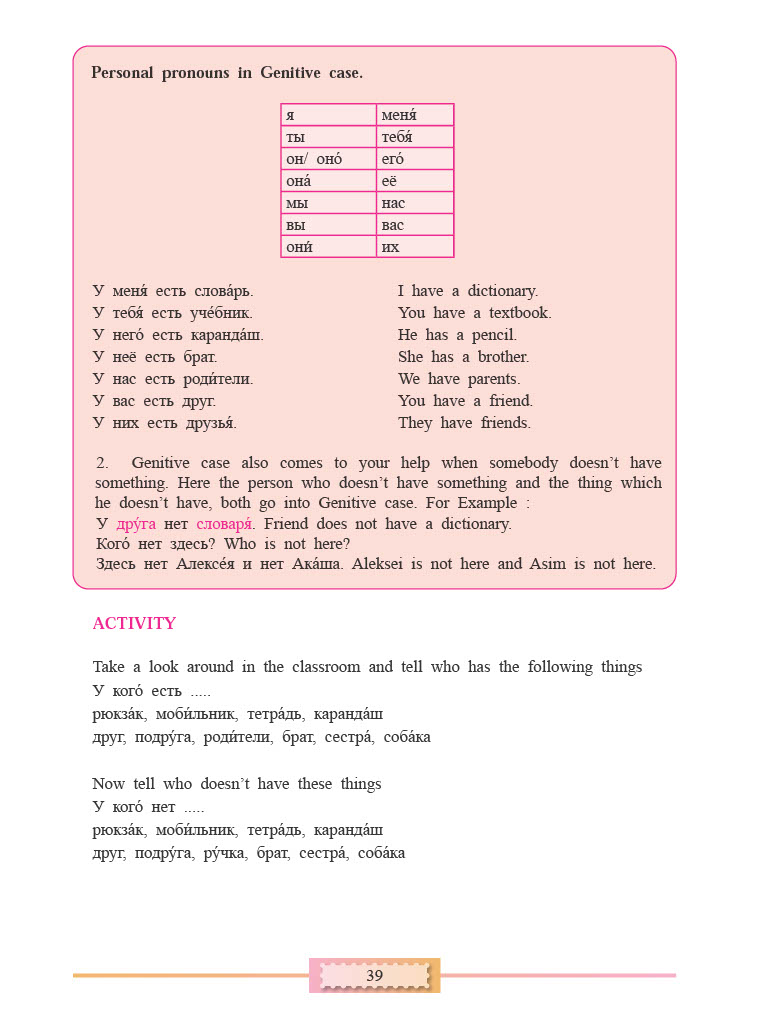 Personal pronouns in Genitive case.
я меня́
ты тебя́
он/ оно́ его́
она́ её
мы нас
вы вас
они́ их
У меня́ есть слова́рь. I have a dictionary.
У тебя́ есть уче́бник. You have a textbook.
У него́ есть каранда́ш. He has a pencil.
У неё есть брат. She has a brother.
У нас есть роди́тели. We have parents.
У вас есть друг. You have a friend.
У них есть друзья́. They have friends.
2. Genitive case also comes to your help when somebody doesn’t have
something. Here the person who doesn’t have something and the thing which
he doesn’t have, both go into Genitive case. For Example :
У дру́га нет словаря́. Friend does not have a dictionary.
Кого́ нет здесь? Who is not here?
Здесь нет Алексе́я и нет Ака́ша. Aleksei is not here and Asim is not here.
ACTIVITY
Take a look around in the classroom and tell who has the following things
У кого́ есть .....
рюкза́к, моби́льник, тетра́дь, каранда́ш
друг, подру́га, роди́тели, брат, сестра́, соба́ка
Now tell who doesn’t have these things
У кого́ нет .....
рюкза́к, моби́льник, тетра́дь, каранда́ш
друг, подру́га, ру́чка, брат, сестра́, соба́ка
39